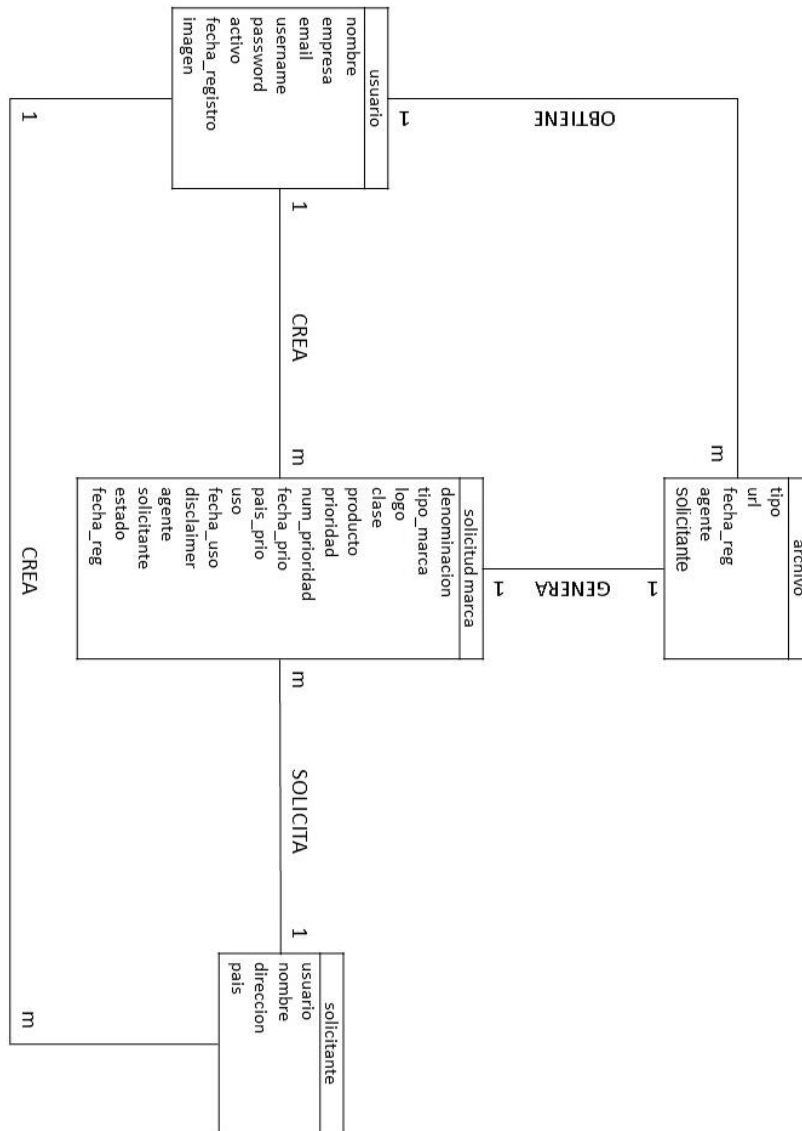 usuario
nombre
empresa
email
username
password
activo
fecha_registro
imagen
1
OBTIENE
m
archivo
tipo
url
fecha_reg
agente
solicitante
1
CREA
m
solicitud marca
denominacion
tipo_marca
logo
clase
producto
prioridad
num_prioridad
fecha_prio
pais_prio
uso
fecha_uso
disclaimer
agente
solicitante
estado
fecha_reg
1
GENERA
1
m
SOLICITA
1
solicitante
usuario
nombre
direccion
pais
1
CREA
m